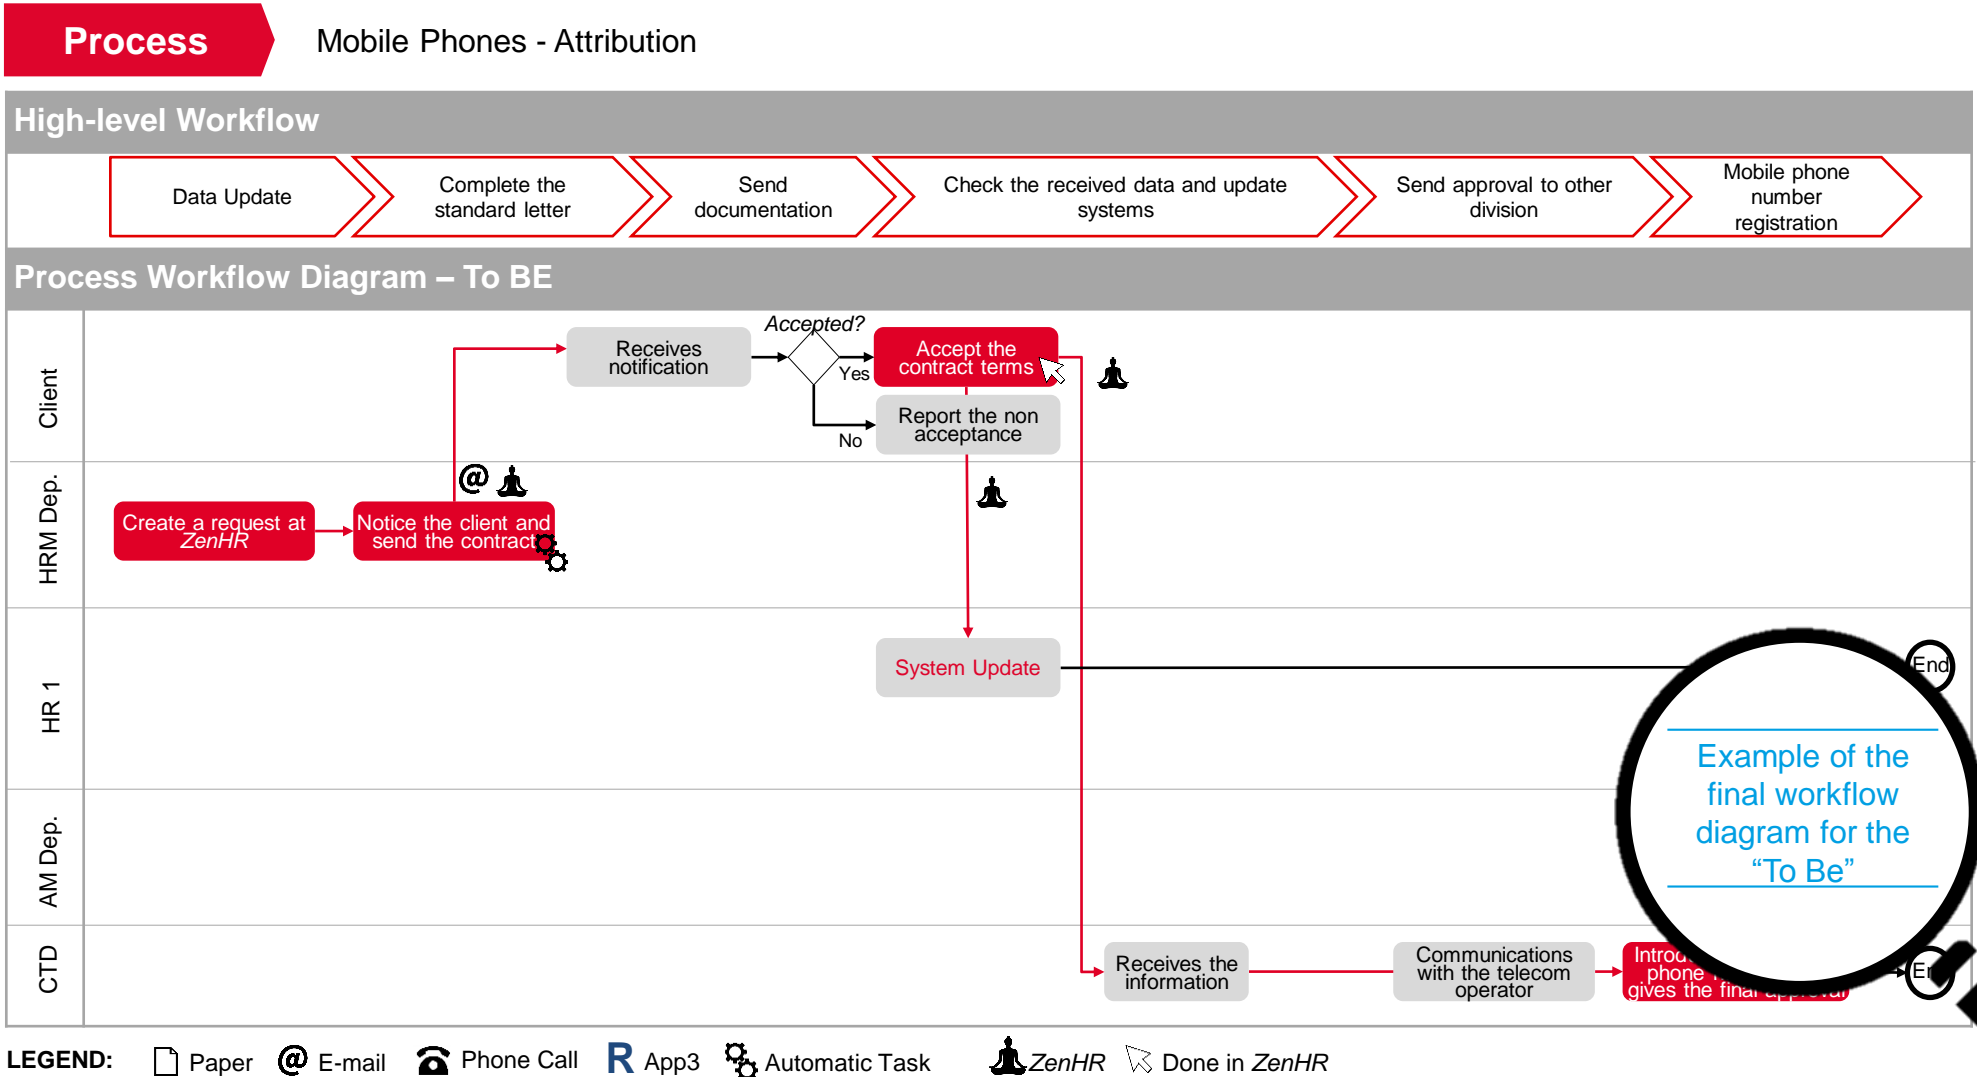 Process
Mobile Phones - Attribution
High-level Workflow
Data Update
Complete the
standard letter
Send
documentation
Check the received data and update
systems
Send approval to other
division
Mobile phone
number
registration
Process Workflow Diagram – To BE
Client
Receives
notification
Accepted?
Yes
No
Accept the
contract terms
Report the non
acceptance
HRM Dep.
@
Create a request at
ZenHR
Notice the client and
send the contract
HR 1
System Update
End
Example of the
final workflow
diagram for the
“To Be”
AM Dep.
CTD
Receives the
information
Communications
with the telecom
operator
phone
gives the final approval
LEGEND:
Paper
@ E-mail
Phone Call
R App3
Automatic Task
ZenHR
Done in ZenHR